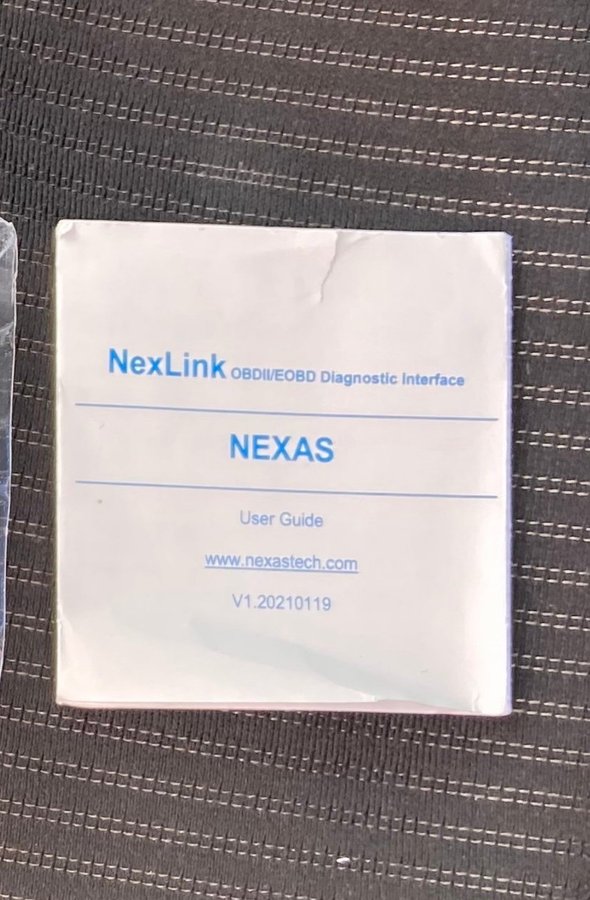 NexLink OBDII/EOBD Diagnostic Interface
NEXAS
User Guide
www.nexastech.com
V1.20210119